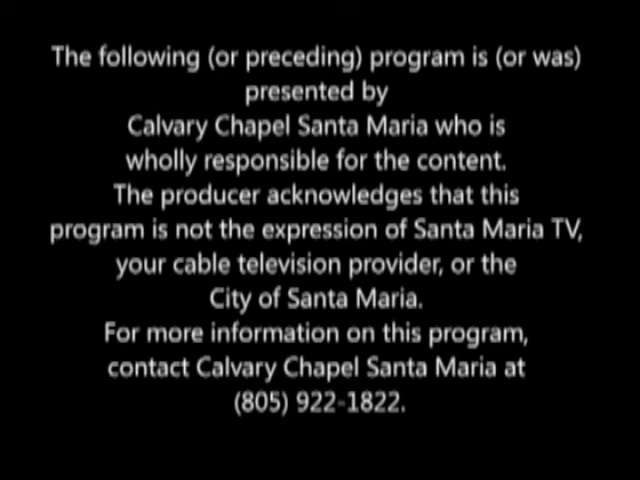 The following (or preceding) program is (or was)
presented by
Calvary Chapel Santa Maria who is
wholly responsible for the content.
The producer acknowledges that this
program is not the expression of Santa Maria TV,
your cable television provider, or the
City of Santa Maria.
For more information on this program,
contact Calvary Chapel Santa Maria at
(805) 922-1822.